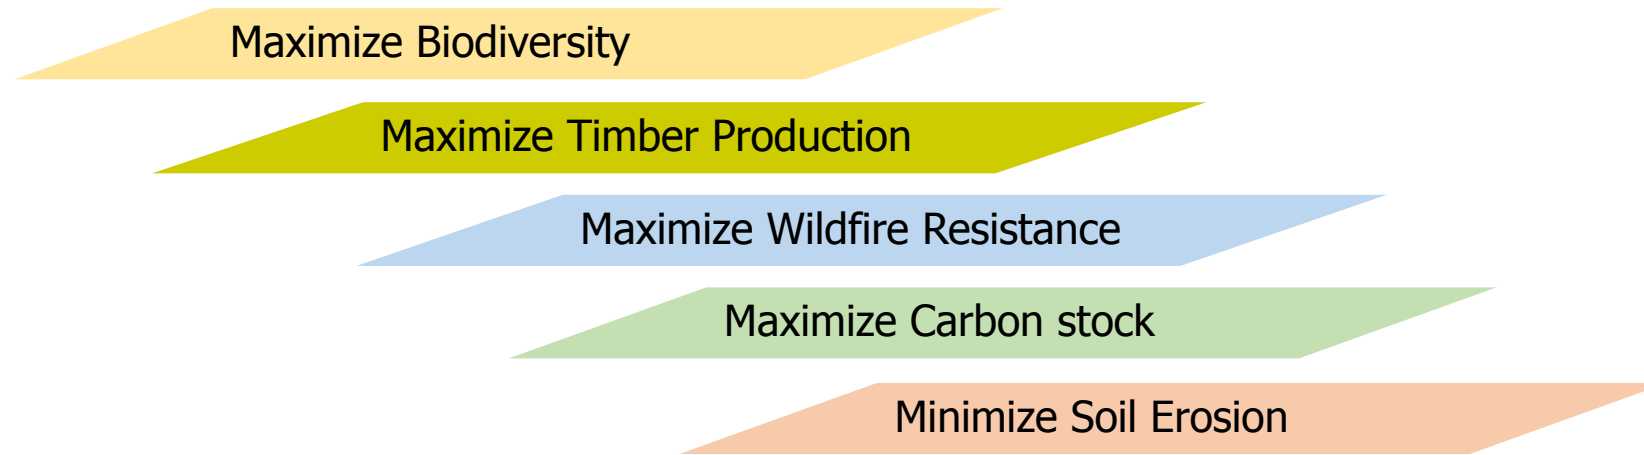 Maximize Biodiversity
Maximize Timber Production
Maximize Wildfire Resistance
Maximize Carbon stock
Minimize Soil Erosion